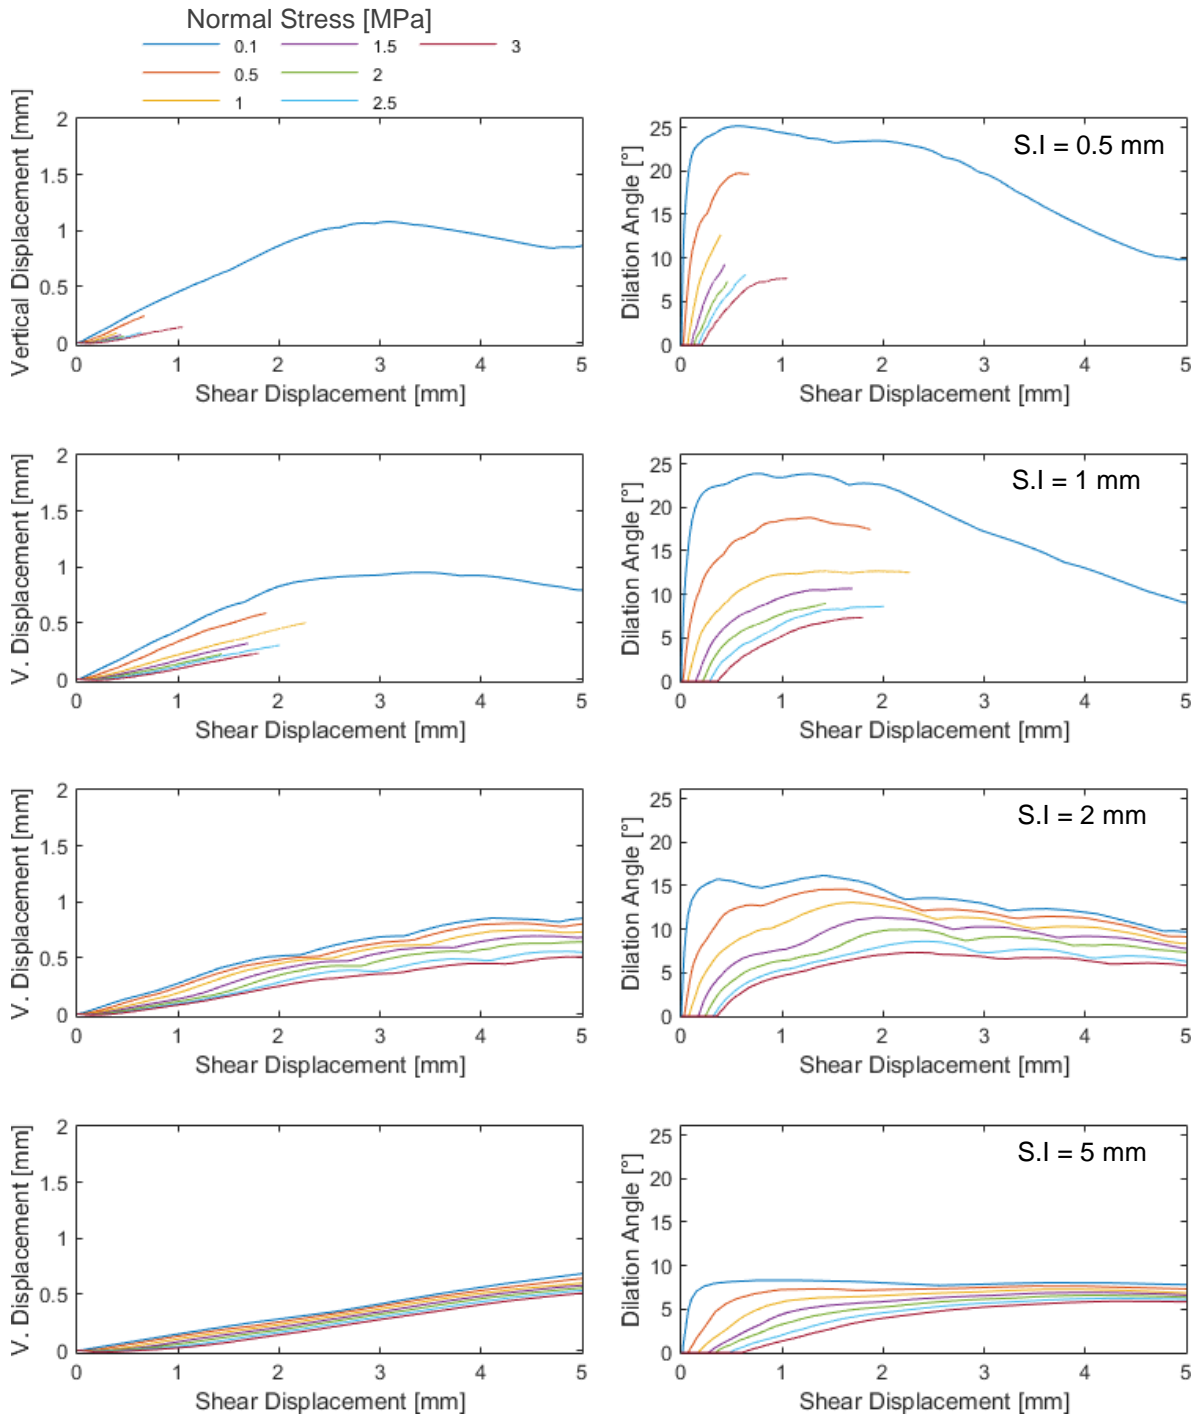 Normal Stress [MPa]
0.1 1.5 3
0.5 2
1 2.5
Vertical Displacement [mm]
2
1.5
1
0.5
0
0 1 2 3 4 5
Shear Displacement [mm]
Dilation Angle [°]
S.I = 0.5 mm
25
20
15
10
5
0
0 1 2 3 4 5
Shear Displacement [mm]
V. Displacement [mm]
2
1.5
1
0.5
0
0 1 2 3 4 5
Shear Displacement [mm]
Dilation Angle [°]
S.I = 1 mm
25
20
15
10
5
0
0 1 2 3 4 5
Shear Displacement [mm]
V. Displacement [mm]
2
1.5
1
0.5
0
0 1 2 3 4 5
Shear Displacement [mm]
Dilation Angle [°]
S.I = 2 mm
25
20
15
10
5
0
0 1 2 3 4 5
Shear Displacement [mm]
V. Displacement [mm]
2
1.5
1
0.5
0
0 1 2 3 4 5
Shear Displacement [mm]
Dilation Angle [°]
S.I = 5 mm
25
20
15
10
5
0
0 1 2 3 4 5
Shear Displacement [mm]